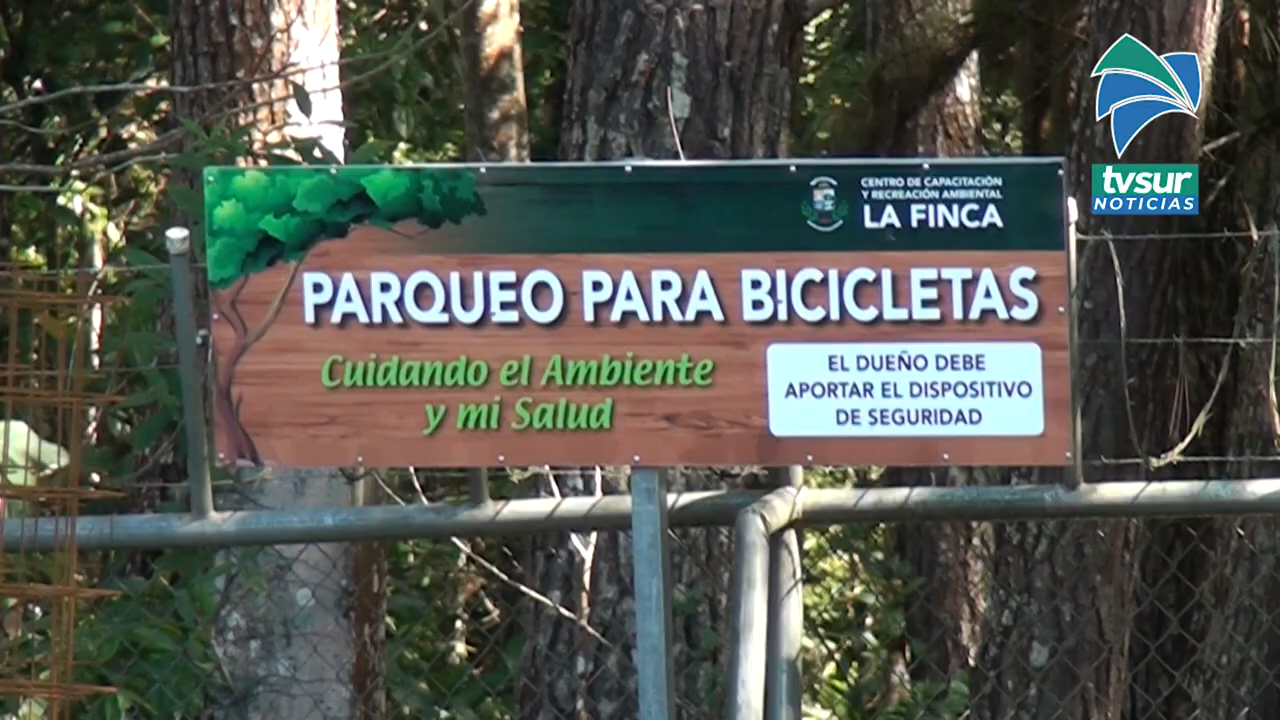 CENTRO DE CAPACITACIÓN
Y RECREACIÓN AMBIENTAL
LA FINCA
PARQUEO PARA BICICLETAS
Cuidando el Ambiente
y mi Salud
EL DUEÑO DEBE
APORTAR EL DISPOSITIVO
DE SEGURIDAD
tvsur
NOTICIAS